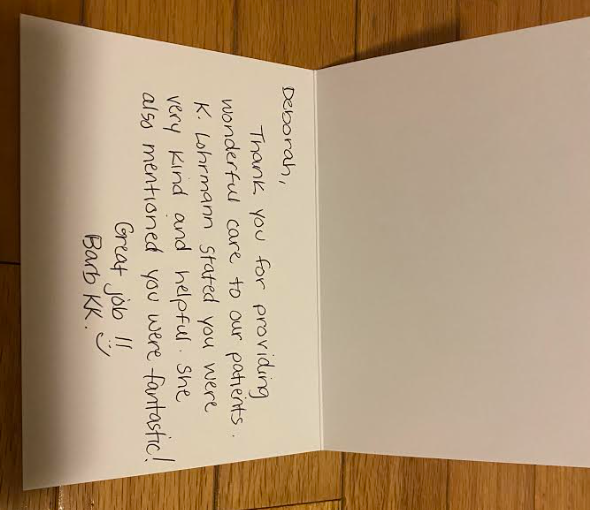 Deborah,
Thank you for providing
wonderful care to our patients.
K. Lohrmann stated you were
very kind and helpful. She
also mentioned you were fantastic!
Great job!!
Barb KK. :)